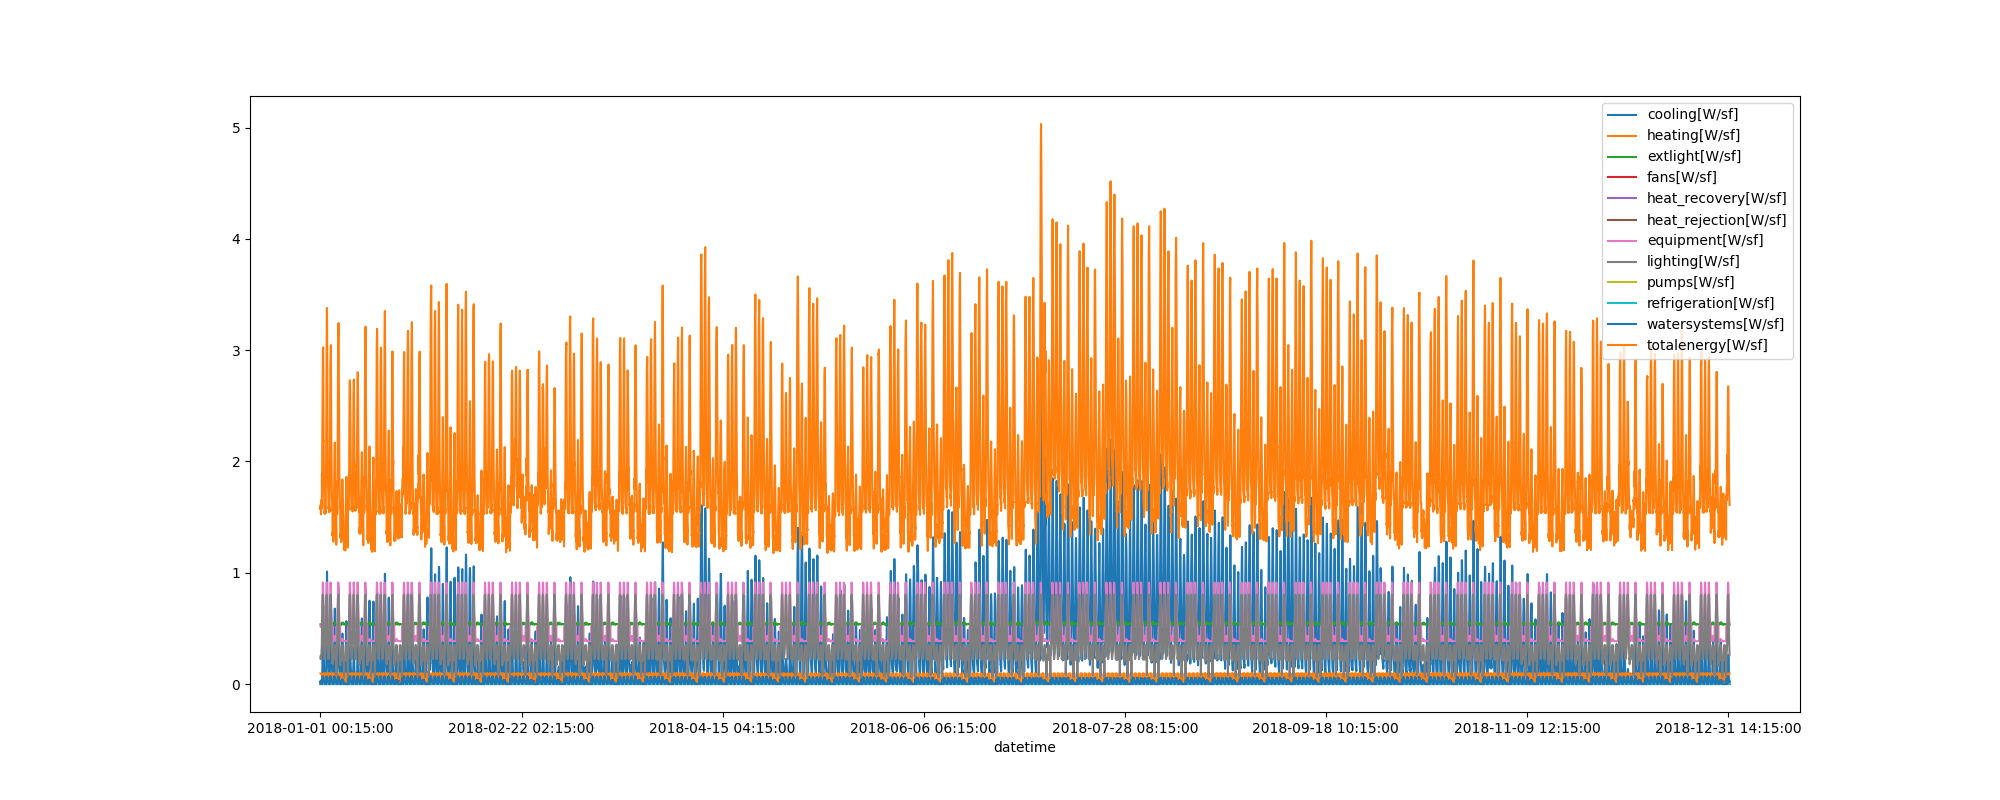 5
4
3
2
1
0
cooling[W/sf]
heating[W/sf]
extlight[W/sf]
fans[W/sf]
heat_recovery[W/sf]
heat_rejection[W/sf]
equipment[W/sf]
lighting[W/sf]
pumps[W/sf]
refrigeration[W/sf]
watersystems[W/sf]
totalenergy[W/sf]
2018-01-01 00:15:00 2018-02-22 02:15:00 2018-04-15 04:15:00 2018-06-06 06:15:00 2018-07-28 08:15:00 2018-09-18 10:15:00 2018-11-09 12:15:00 2018-12-31 14:15:00
datetime